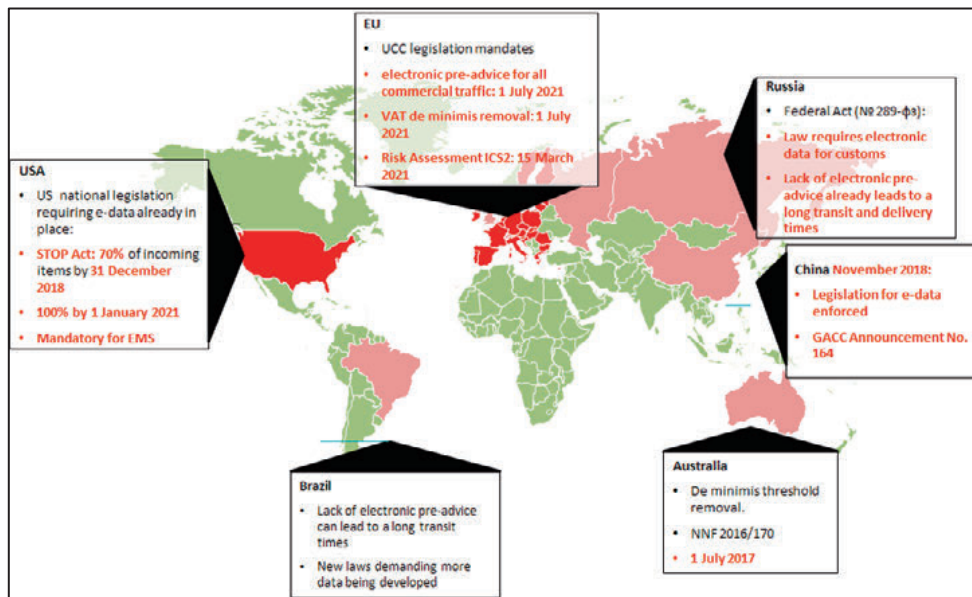 EU
• UCC legislation mandates
• electronic pre-advice for all
commercial traffic: 1 July 2021
• VAT de minimis removal: 1 July
2021
• Risk Assessment ICS2: 15 March
2021
Russia
• Federal Act (№ 289-фз):
• Law requires electronic
data for customs
• Lack of electronic pre-
advice already leads to a
long transit and delivery
times
USA
• US national legislation
requiring e-data already in
place:
• STOP Act: 70% of incoming
items by 31 December
2018
• 100% by 1 January 2021
• Mandatory for EMS
China November 2018:
• Legislation for e-data
enforced
• GACC Announcement No.
164
Brazil
• Lack of electronic pre-advice
can lead to a long transit
times
• New laws demanding more
data being developed
Australia
• De minimis threshold
removal.
• NNF 2016/170
• 1 July 2017